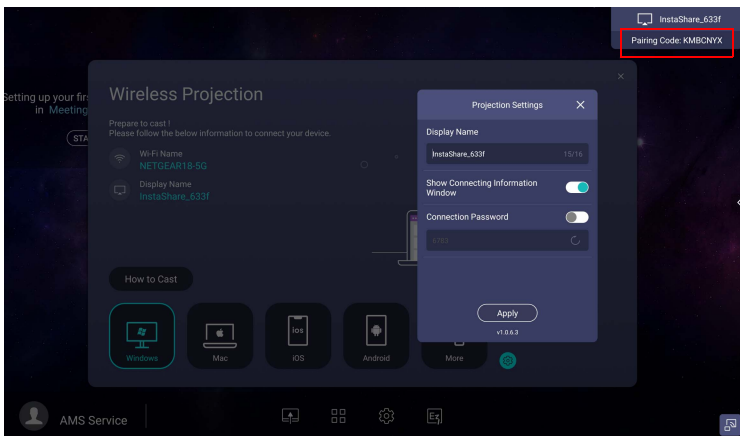 InstaShare_633f
Pairing Code: KMBCNYX
Setting up your fir
in Meeting
STA
Wireless Projection
Prepare to cast !
Please follow the below information to connect your device.
Wi-Fi Name
NETGEAR18-5G
Display Name
InstaShare_633f
How to Cast
Windows
Mac
ios
iOS
Android
More
Projection Settings
Display Name
InstaShare_633f
15/16
Show Connecting Information
Window
Connection Password
6783
Apply
v1.0.6.3
AMS Service